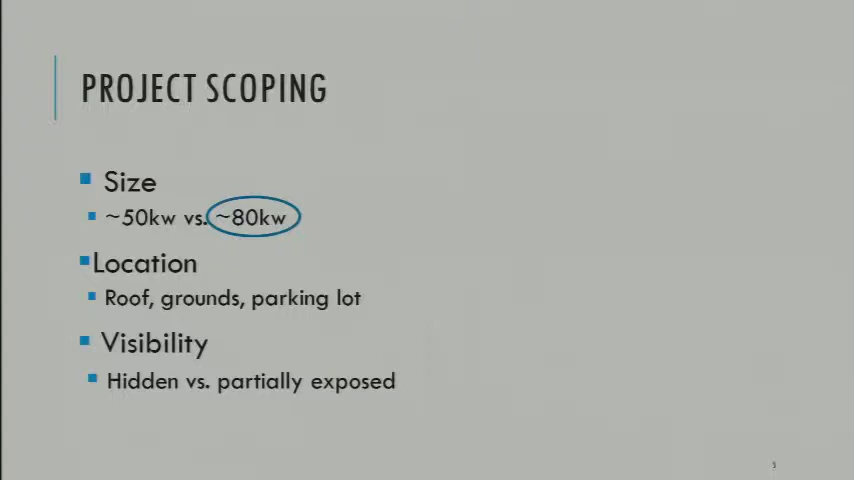 PROJECT SCOPING
Size
~50kw vs. ~80kw
Location
Roof, grounds, parking lot
Visibility
Hidden vs. partially exposed